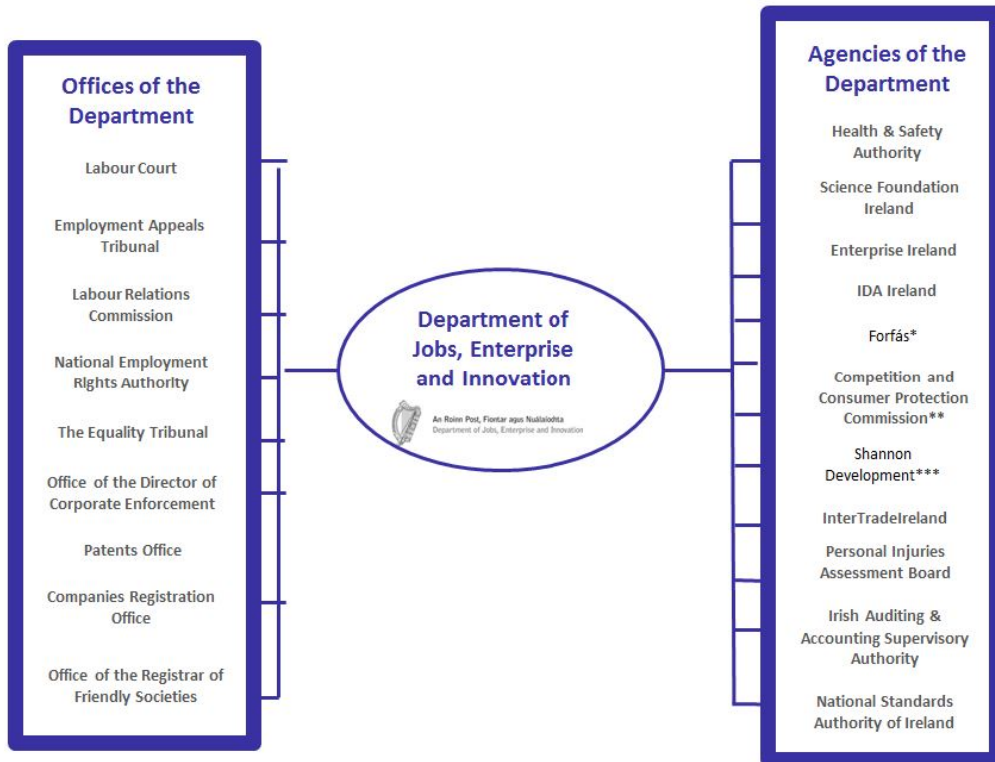 Offices of the
Department
Labour Court
Employment Appeals
Tribunal
Labour Relations
Commission
National Employment
Rights Authority
The Equality Tribunal
Office of the Director of
Corporate Enforcement
Patents Office
Companies Registration
Office
Office of the Registrar of
Friendly Societies
Department of
Jobs, Enterprise
and Innovation
An Roinn Post, Fiontar agus Nuálaíochta
Department of Jobs, Enterprise and Innovation
Agencies of the
Department
Health & Safety
Authority
Science Foundation
Ireland
Enterprise Ireland
IDA Ireland
Forfás*
Competition and
Consumer Protection
Commission**
Shannon
Development***
InterTradeIreland
Personal Injuries
Assessment Board
Irish Auditing &
Accounting Supervisory
Authority
National Standards
Authority of Ireland